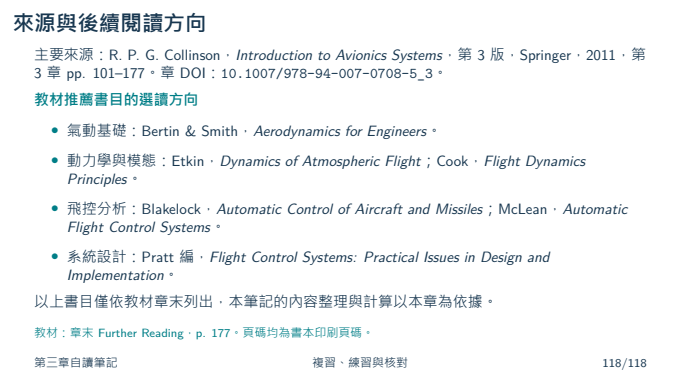 來源與後續閱讀方向
主要來源：R. P. G. Collinson，Introduction to Avionics Systems，第 3 版，Springer，2011，第
3 章 pp. 101–177。章 DOI：10.1007/978-94-007-0708-5_3。
教材推薦書目的選讀方向
• 氣動基礎：Bertin & Smith，Aerodynamics for Engineers。
• 動力學與模態：Etkin，Dynamics of Atmospheric Flight；Cook，Flight Dynamics
Principles。
• 飛控分析：Blakelock，Automatic Control of Aircraft and Missiles；McLean，Automatic
Flight Control Systems。
• 系統設計：Pratt 編，Flight Control Systems: Practical Issues in Design and
Implementation。
以上書目僅依教材章末列出，本筆記的內容整理與計算以本章為依據。
教材：章末 Further Reading，p. 177。頁碼均為書本印刷頁碼。
第三章自讀筆記
複習、練習與核對
118/118